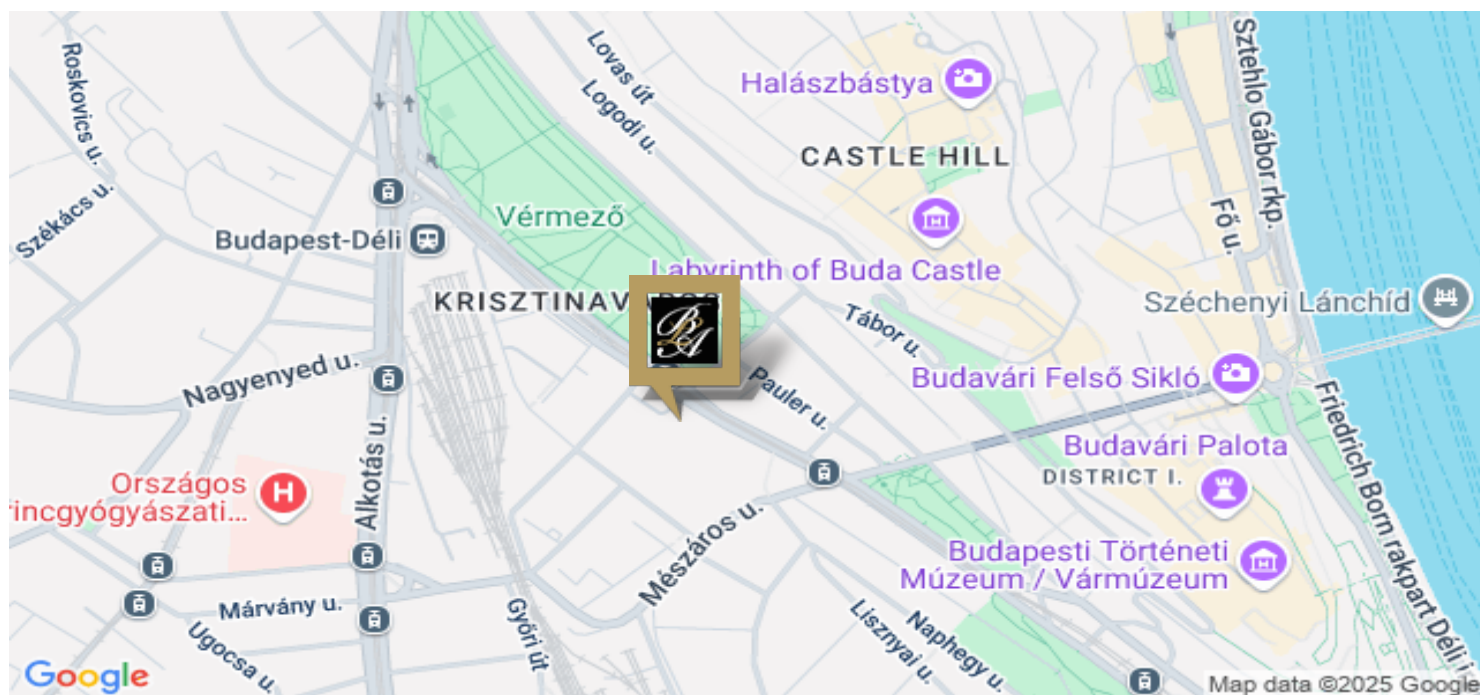 Roskovics u.
Lovas út
Logodi u.
Halászbástya
CASTLE HILL
Sztehlo Gábor rkp.
Fő u.
Székács u.
Vérmező
Budapest-Déli
Labyrinth of Buda Castle
KRISZTINAV
Széchenyi Lánchíd
Tábor u.
Nagyenyed u.
Pauler u.
Budavári Felső Sikló
Budavári Palota
DISTRICT I.
Friedrich Born rakpart Déli
Országos
rincgyógyászati...
H
Alkotás u.
Mészáros u.
Budapesti Történeti
Múzeum / Vármúzeum
Márvány u.
Ugocsa u.
Győri út
Lisznyai u.
Naphegy u.
Google
Map data ©2025 Google